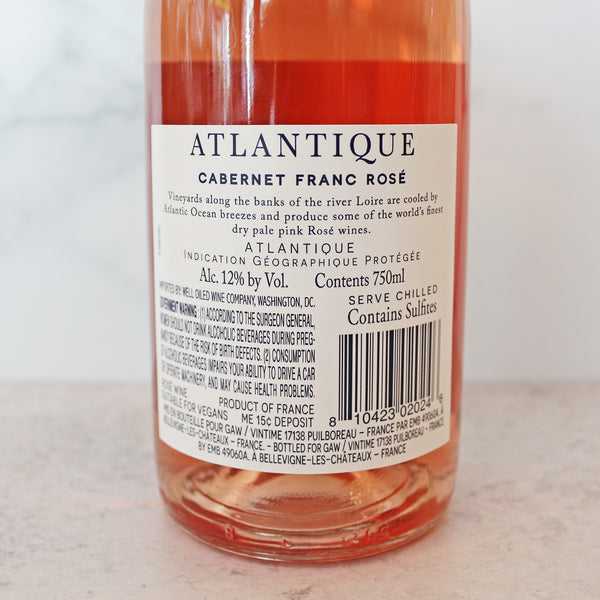 ATLANTIQUE
CABERNET FRANC ROSÉ
Vineyards along the banks of the river Loire are cooled by
Atlantic Ocean breezes and produce some of the world's finest
dry pale pink Rosé wines.
ATLANTIQUE
INDICATION GÉOGRAPHIQUE PROTÉGÉE
Alc. 12% by Vol. Contents 750ml
IMPORTED BY: WELL OILED WINE COMPANY, WASHINGTON, DC.
GOVERNMENT WARNING: (1) ACCORDING TO THE SURGEON GENERAL,
WOMEN SHOULD NOT DRINK ALCOHOLIC BEVERAGES DURING PREG-
NANCY BECAUSE OF THE RISK OF BIRTH DEFECTS. (2) CONSUMPTION
OF ALCOHOLIC BEVERAGES IMPAIRS YOUR ABILITY TO DRIVE A CAR
OR OPERATE MACHINERY, AND MAY CAUSE HEALTH PROBLEMS.
SERVE CHILLED
Contains Sulfites
8 10423 02024 6
ROSÉ WINE PRODUCT OF FRANCE
SUITABLE FOR VEGANS ME 15¢ DEPOSIT
MIS EN BOUTEILLE POUR GAW / VINTIME 17138 PUILBOREAU - FRANCE PAR EMB 49060A. À
BELLEVIGNE-LES-CHÂTEAUX - FRANCE. - BOTTLED FOR GAW / VINTIME 17138 PUILBOREAU - FRANCE
BY EMB 49060A. À BELLEVIGNE-LES-CHÂTEAUX - FRANCE